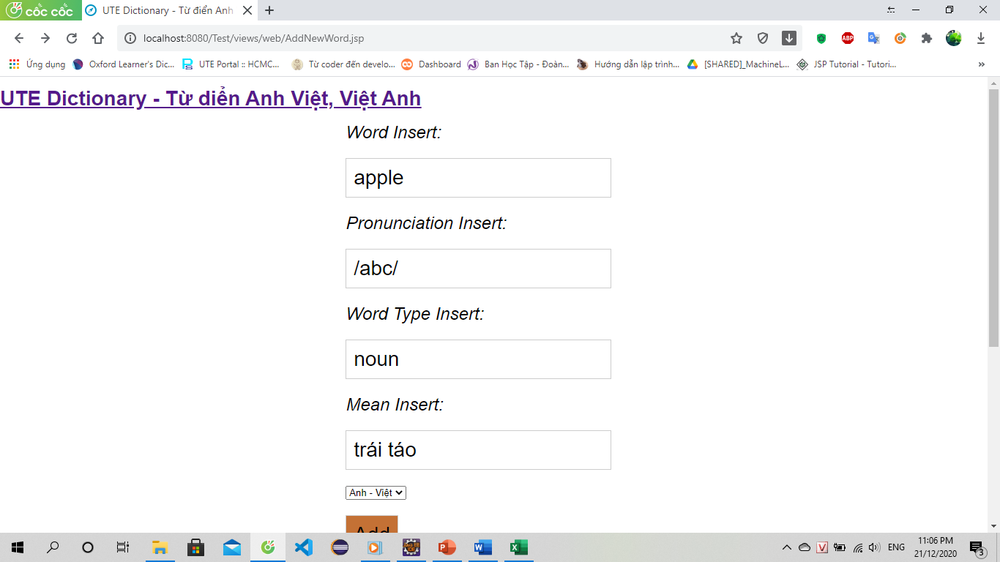 cốc cốc
UTE Dictionary - Từ điển Anh
localhost:8080/Test/views/web/AddNewWord.jsp
ABP
Ứng dụng
Oxford Learner's Dic...
UTE Portal :: HCMC...
Từ coder đến develo...
Dashboard
Ban Học Tập - Đoàn...
Hướng dẫn lập trình...
[SHARED]_MachineL...
JSP Tutorial - Tutori...
»
UTE Dictionary - Từ diển Anh Việt, Việt Anh
Word Insert:
apple
Pronunciation Insert:
/abc/
Word Type Insert:
noun
Mean Insert:
trái táo
Anh - Việt
Add
ENG
11:06 PM
21/12/2020
3